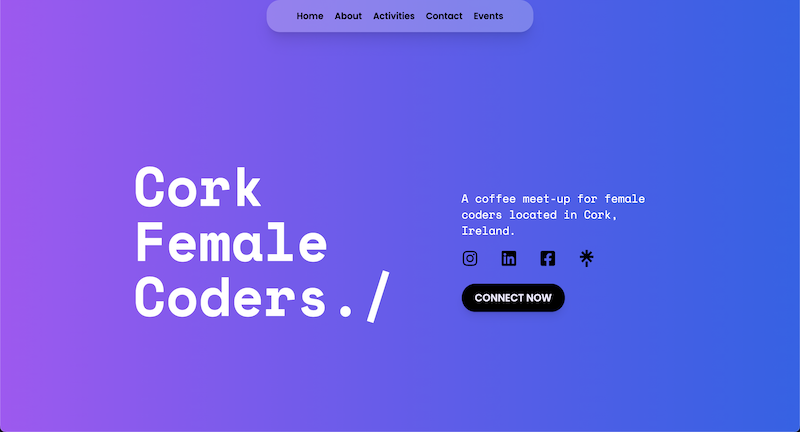 Home About Activities Contact Events
Cork
Female
Coders./
A coffee meet-up for female
coders located in Cork,
Ireland.
CONNECT NOW